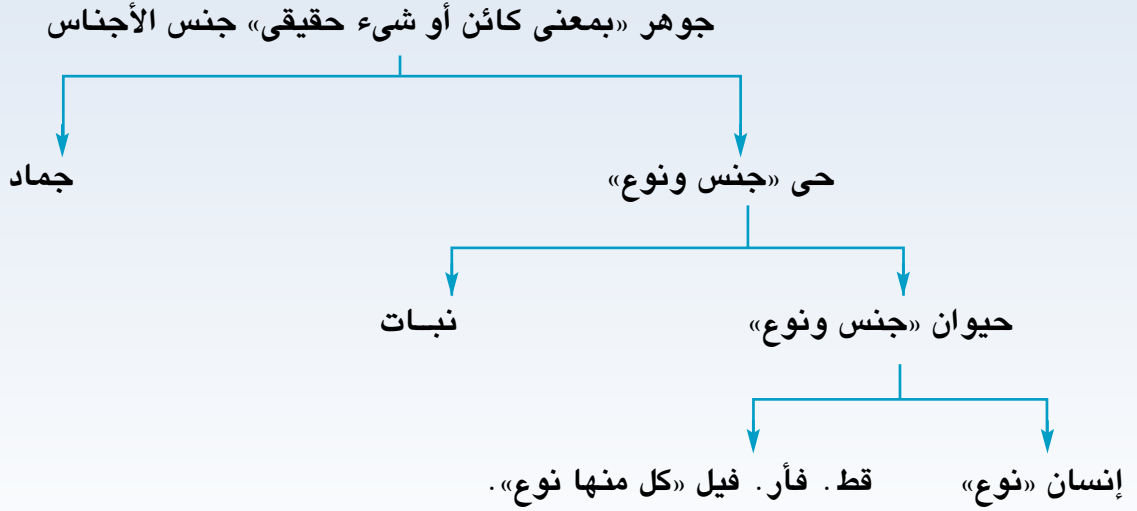 جوهر «بمعنى كائن أو شىء حقيقى» جنس الأجناس
حى «جنس ونوع» جماد
حيوان «جنس ونوع» نبــات
إنسان «نوع» قط. فأر. فيل «كل منها نوع».